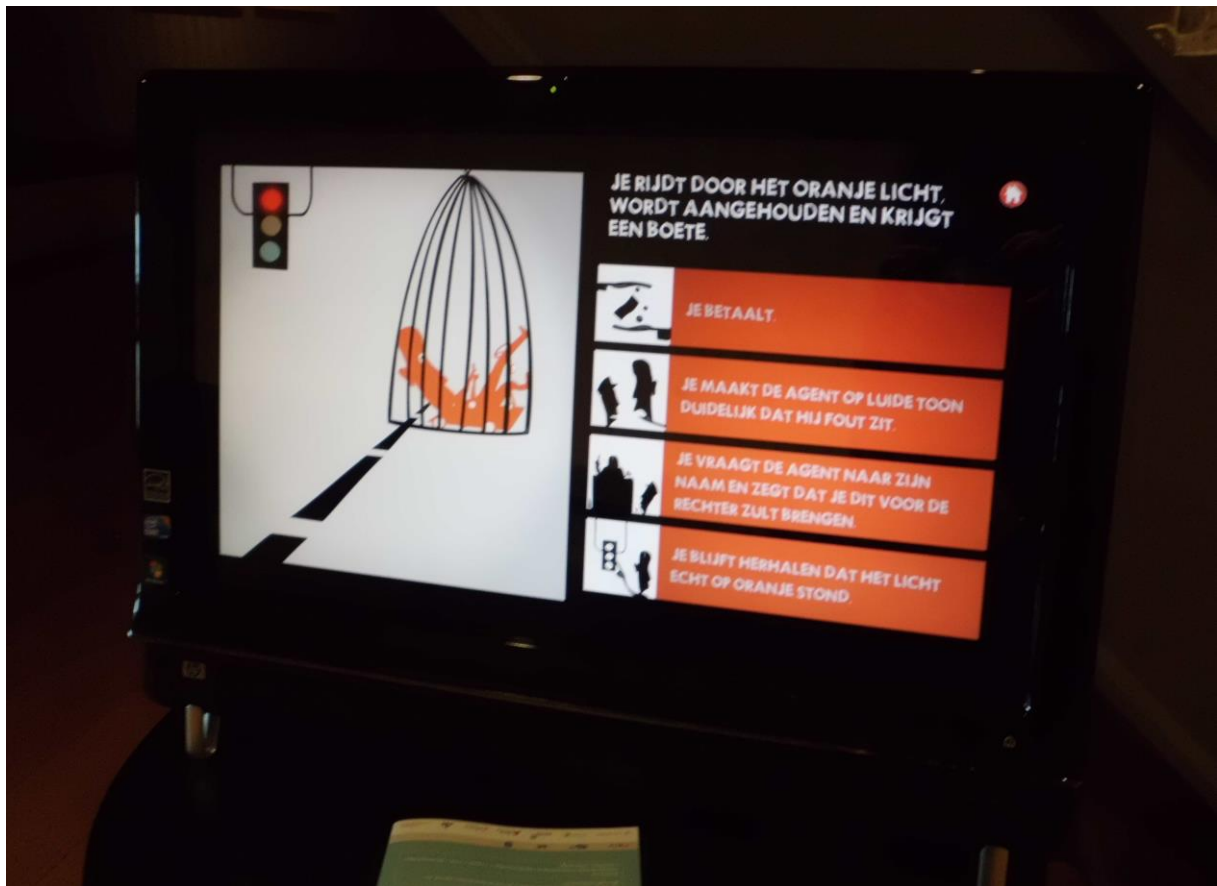 JE RIJDT DOOR HET ORANJE LICHT,
WORDT AANGEHOUDEN EN KRIJGT
EEN BOETE.
JE BETAALT.
JE MAAKT DE AGENT OP LUIDE TOON
DUIDELIJK DAT HIJ FOUT ZIT.
JE VRAAGT DE AGENT NAAR ZIJN
NAAM EN ZEGT DAT JE DIT VOOR DE
RECHTER ZULT BRENGEN.
JE BLIJFT HERHALEN DAT HET LICHT
ECHT OP ORANJE STOND.
hp